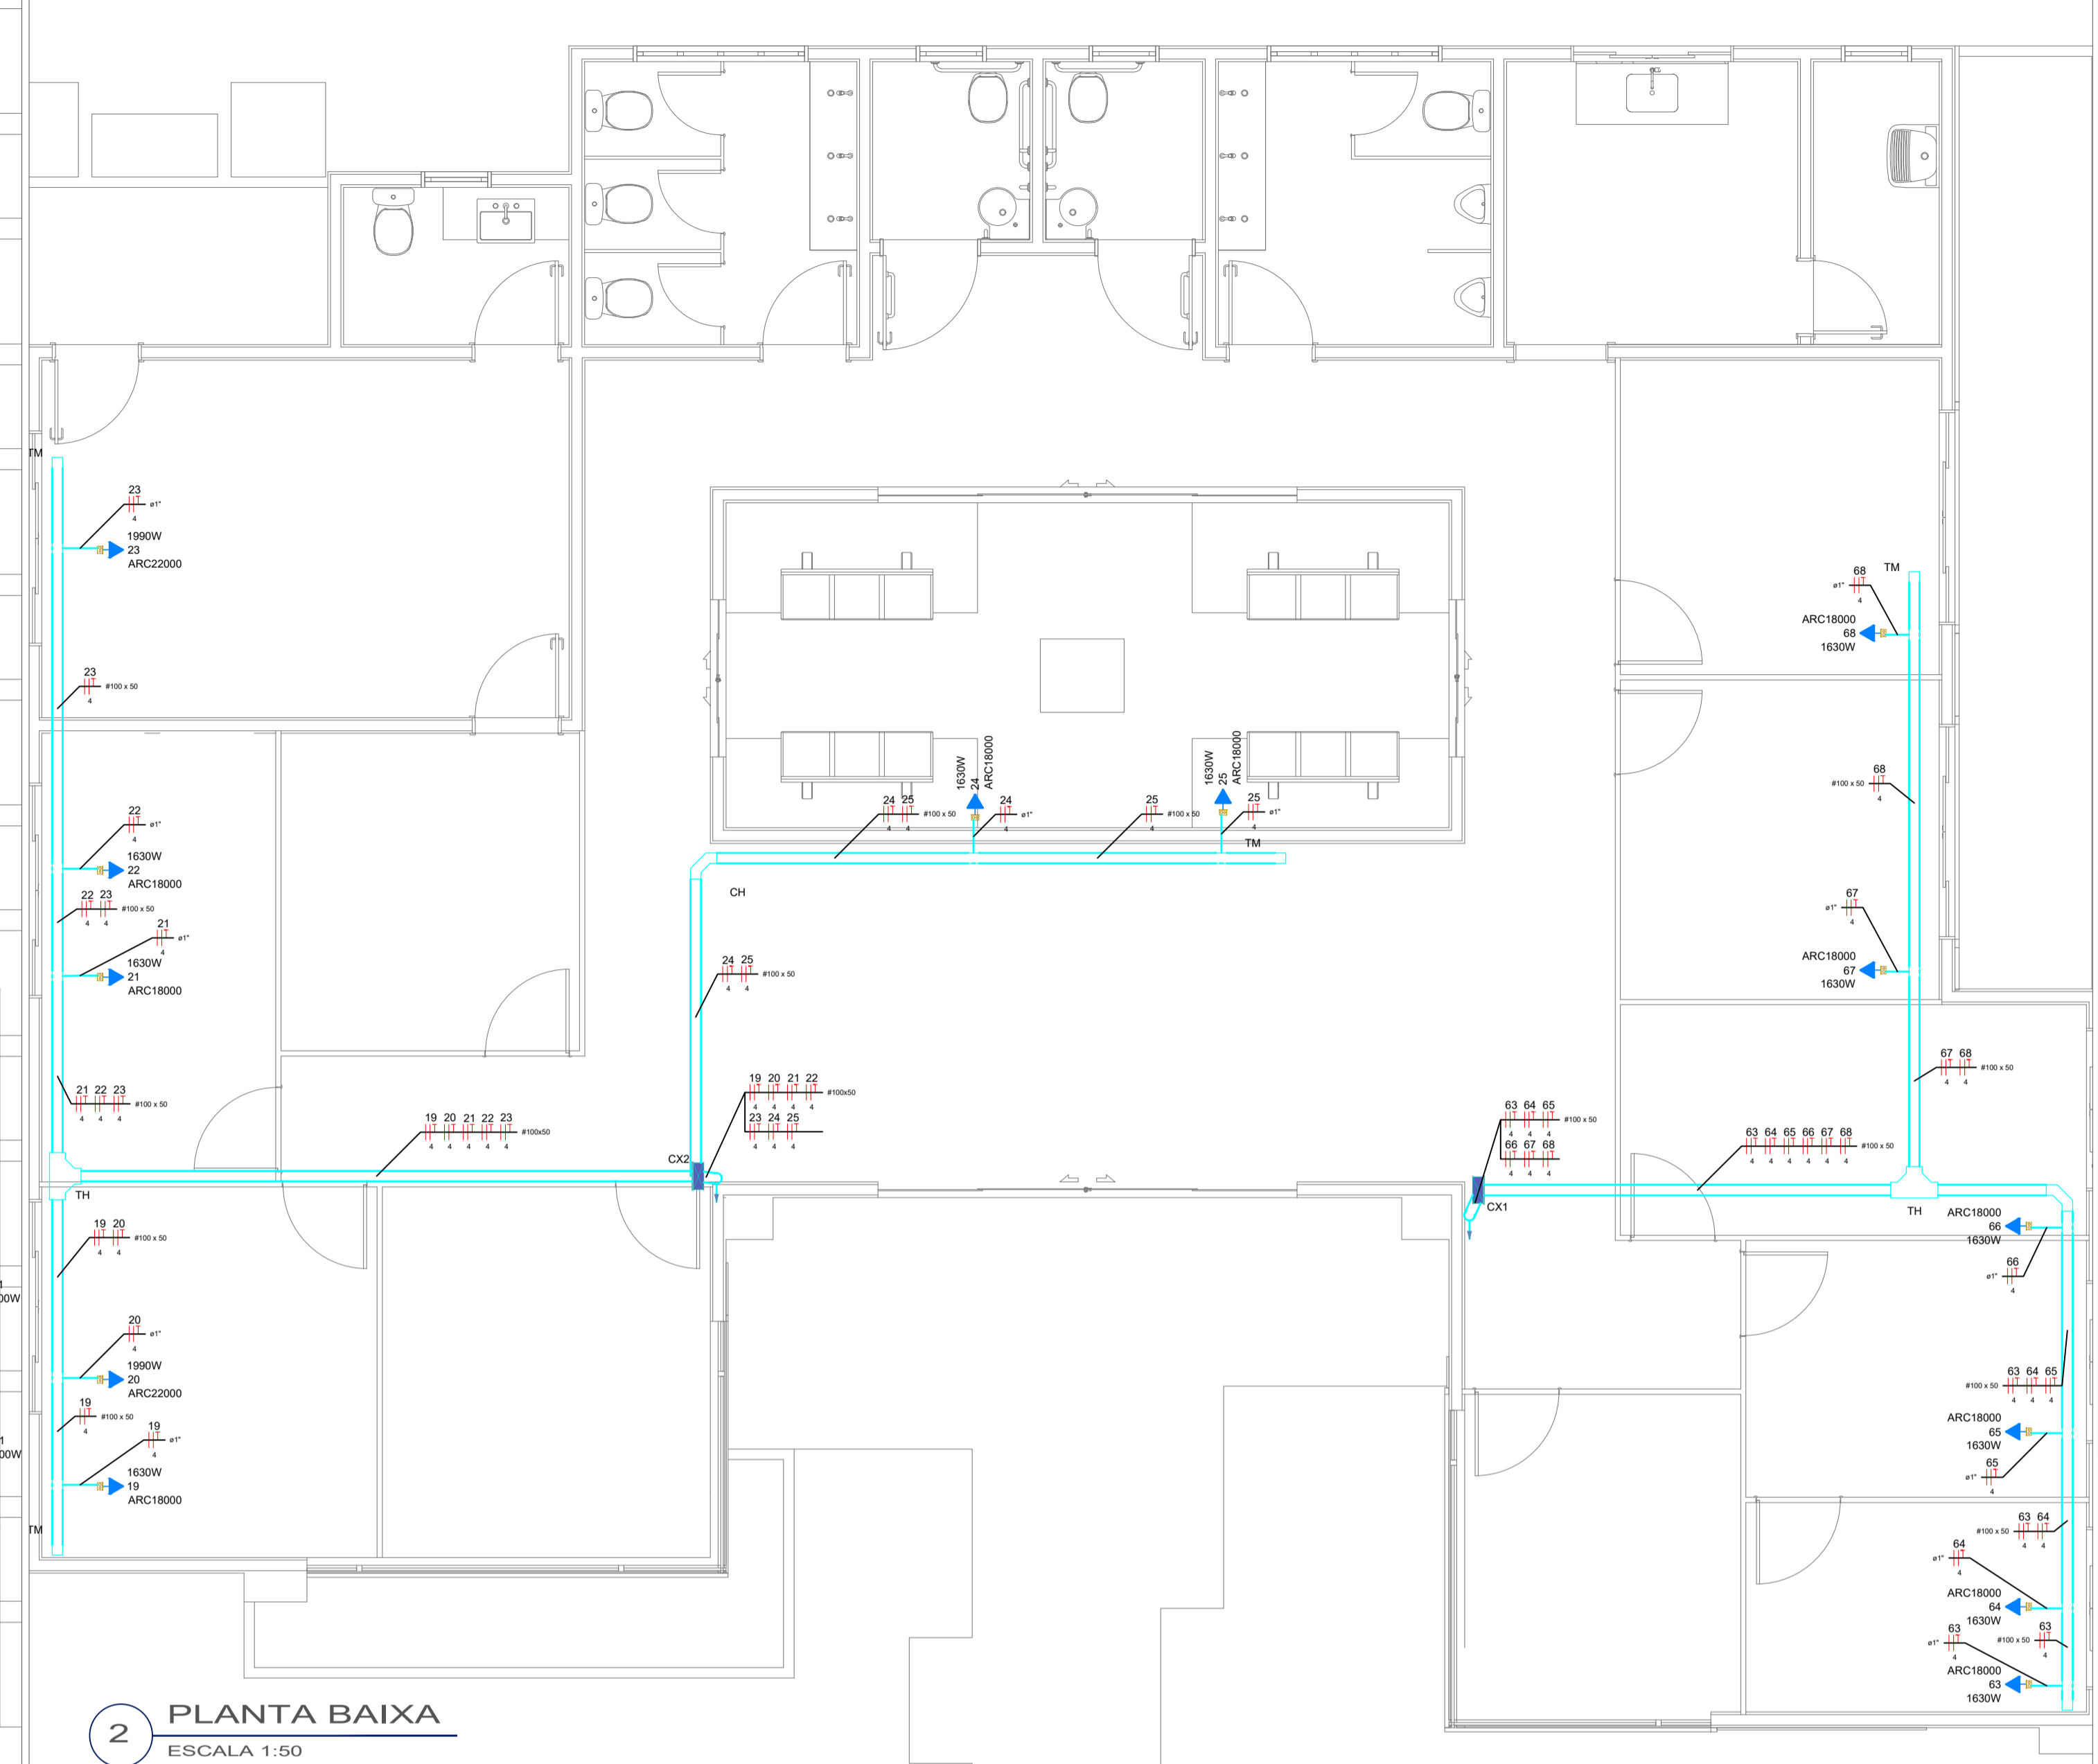 TM
23
ø1"
4
1990W
23
ARC22000
23
#100 x 50
4
22
ø1"
4
1630W
22
ARC18000
22 23
#100 x 50
4 4
21
ø1"
4
1630W
21
ARC18000
21 22 23
#100 x 50
4 4 4
19 20 21 22 23
#100x50
4 4 4 4 4
TH
19 20
#100 x 50
4 4
20
ø1"
4
1990W
20
ARC22000
19
#100 x 50
4
19
ø1"
4
1630W
19
ARC18000
TM
00W
00W
1630W
24
ARC18000
24 25
#100 x 50
4 4
24
ø1"
4
25
#100 x 50
4
1630W
25
ARC18000
25
ø1"
4
TM
CH
24 25
#100 x 50
4 4
19 20 21 22
#100x50
4 4 4 4
23 24 25
4 4 4
CX2
68
ø1"
4
TM
ARC18000
68
1630W
68
#100 x 50
4
67
ø1"
4
ARC18000
67
1630W
67 68
#100 x 50
4 4
63 64 65
#100 x 50
4 4 4
66 67 68
4 4 4
63 64 65 66 67 68
#100 x 50
4 4 4 4 4 4
CX1
TH
ARC18000
66
1630W
66
ø1"
4
63 64 65
#100 x 50
4 4 4
ARC18000
65
1630W
65
ø1"
4
63 64
#100 x 50
4 4
64
ø1"
4
ARC18000
64
1630W
63
ø1"
4
63
#100 x 50
4
ARC18000
63
1630W
2
PLANTA BAIXA
ESCALA 1:50